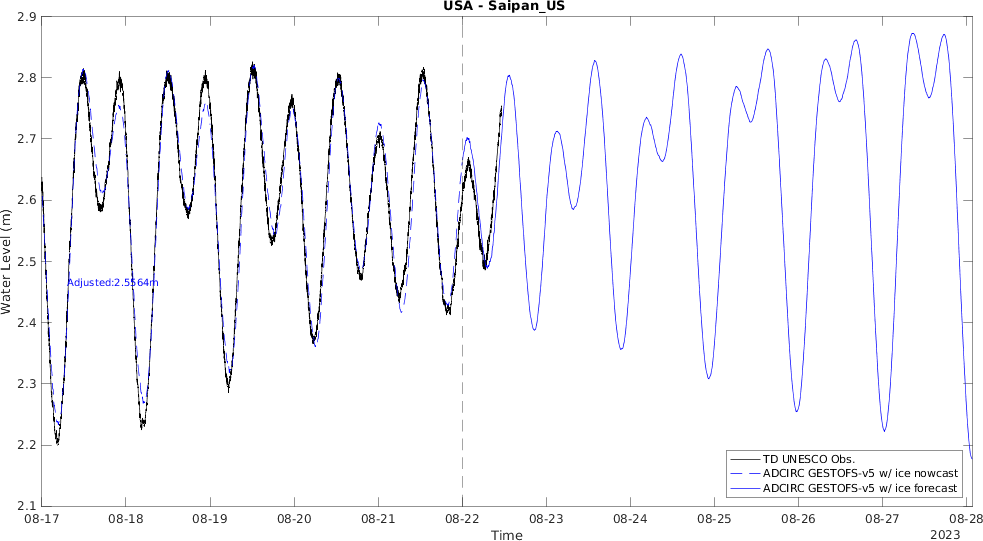 USA - Saipan_US
Water Level (m)
2.9
2.8
2.7
2.6
2.5
2.4
2.3
2.2
2.1
Adjusted:2.5564m
TD UNESCO Obs.
ADCIRC GESTOFS-v5 w/ ice nowcast
ADCIRC GESTOFS-v5 w/ ice forecast
08-17 08-18 08-19 08-20 08-21 08-22 08-23 08-24 08-25 08-26 08-27 08-28
Time
2023